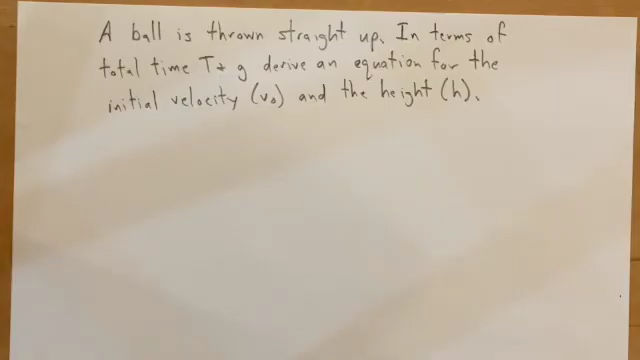 A ball is thrown straight up. In terms of
total time T + g derive an equation for the
initial velocity (v₀) and the height (h).